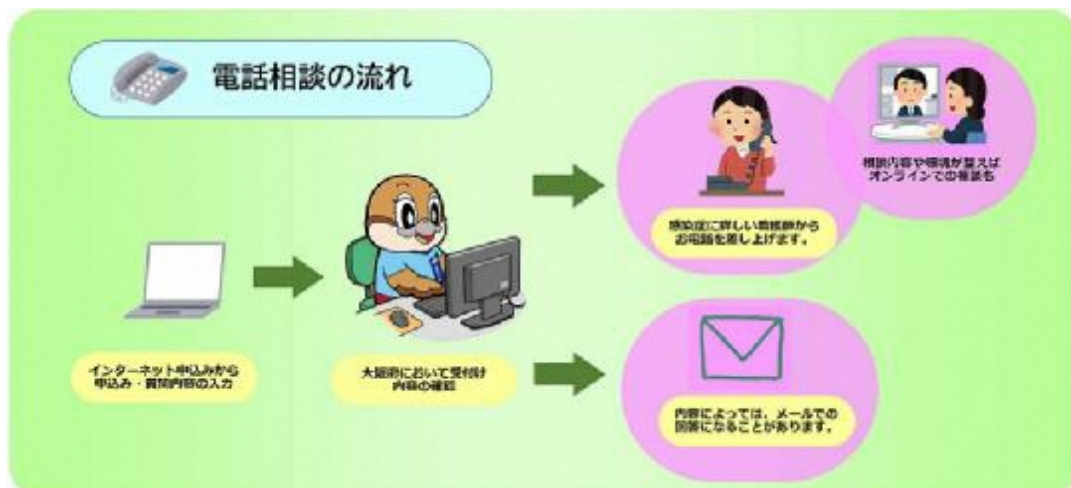 電話相談の流れ
相談内容や環境が整えば
オンラインでの相談も
感染症に詳しい看護師から
お電話を差し上げます。
インターネット申込みから
申込み・質問内容の入力
大阪府において受付け
内容の確認
内容によっては、メールでの
回答になることがあります。